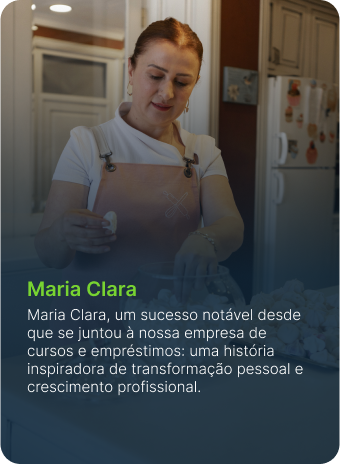 Maria Clara
Maria Clara, um sucesso notável desde
que se juntou à nossa empresa de
cursos e empréstimos: uma história
inspiradora de transformação pessoal e
crescimento profissional.